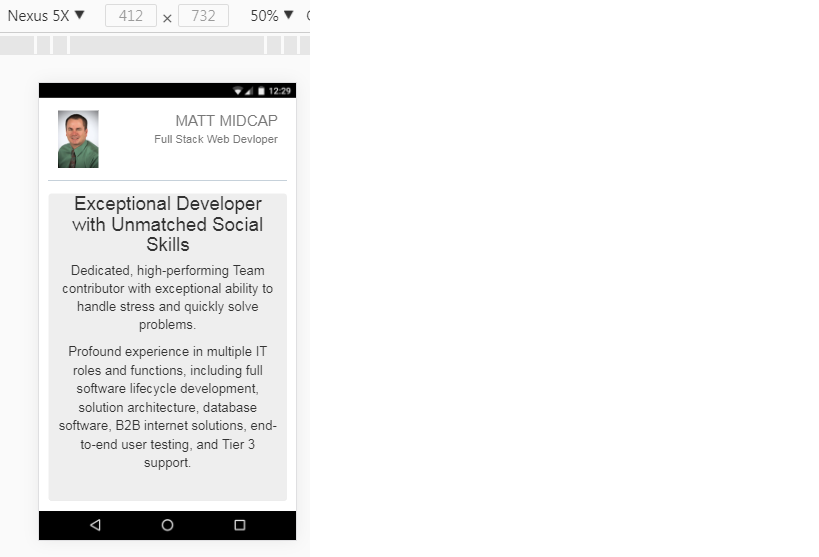 Nexus 5X ▼ 412 × 732 50% ▼
12:29
MATT MIDCAP
Full Stack Web Devloper
Exceptional Developer
with Unmatched Social
Skills
Dedicated, high-performing Team
contributor with exceptional ability to
handle stress and quickly solve
problems.
Profound experience in multiple IT
roles and functions, including full
software lifecycle development,
solution architecture, database
software, B2B internet solutions, end-
to-end user testing, and Tier 3
support.